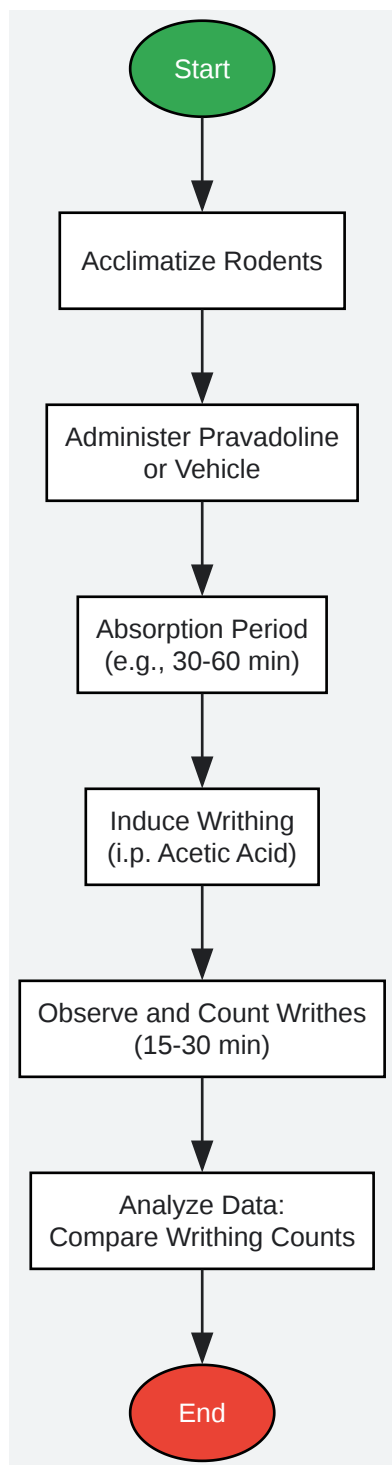 Start
Acclimatize Rodents
Administer Pravadoline
or Vehicle
Absorption Period
(e.g., 30-60 min)
Induce Writhing
(i.p. Acetic Acid)
Observe and Count Writhes
(15-30 min)
Analyze Data:
Compare Writhing Counts
End